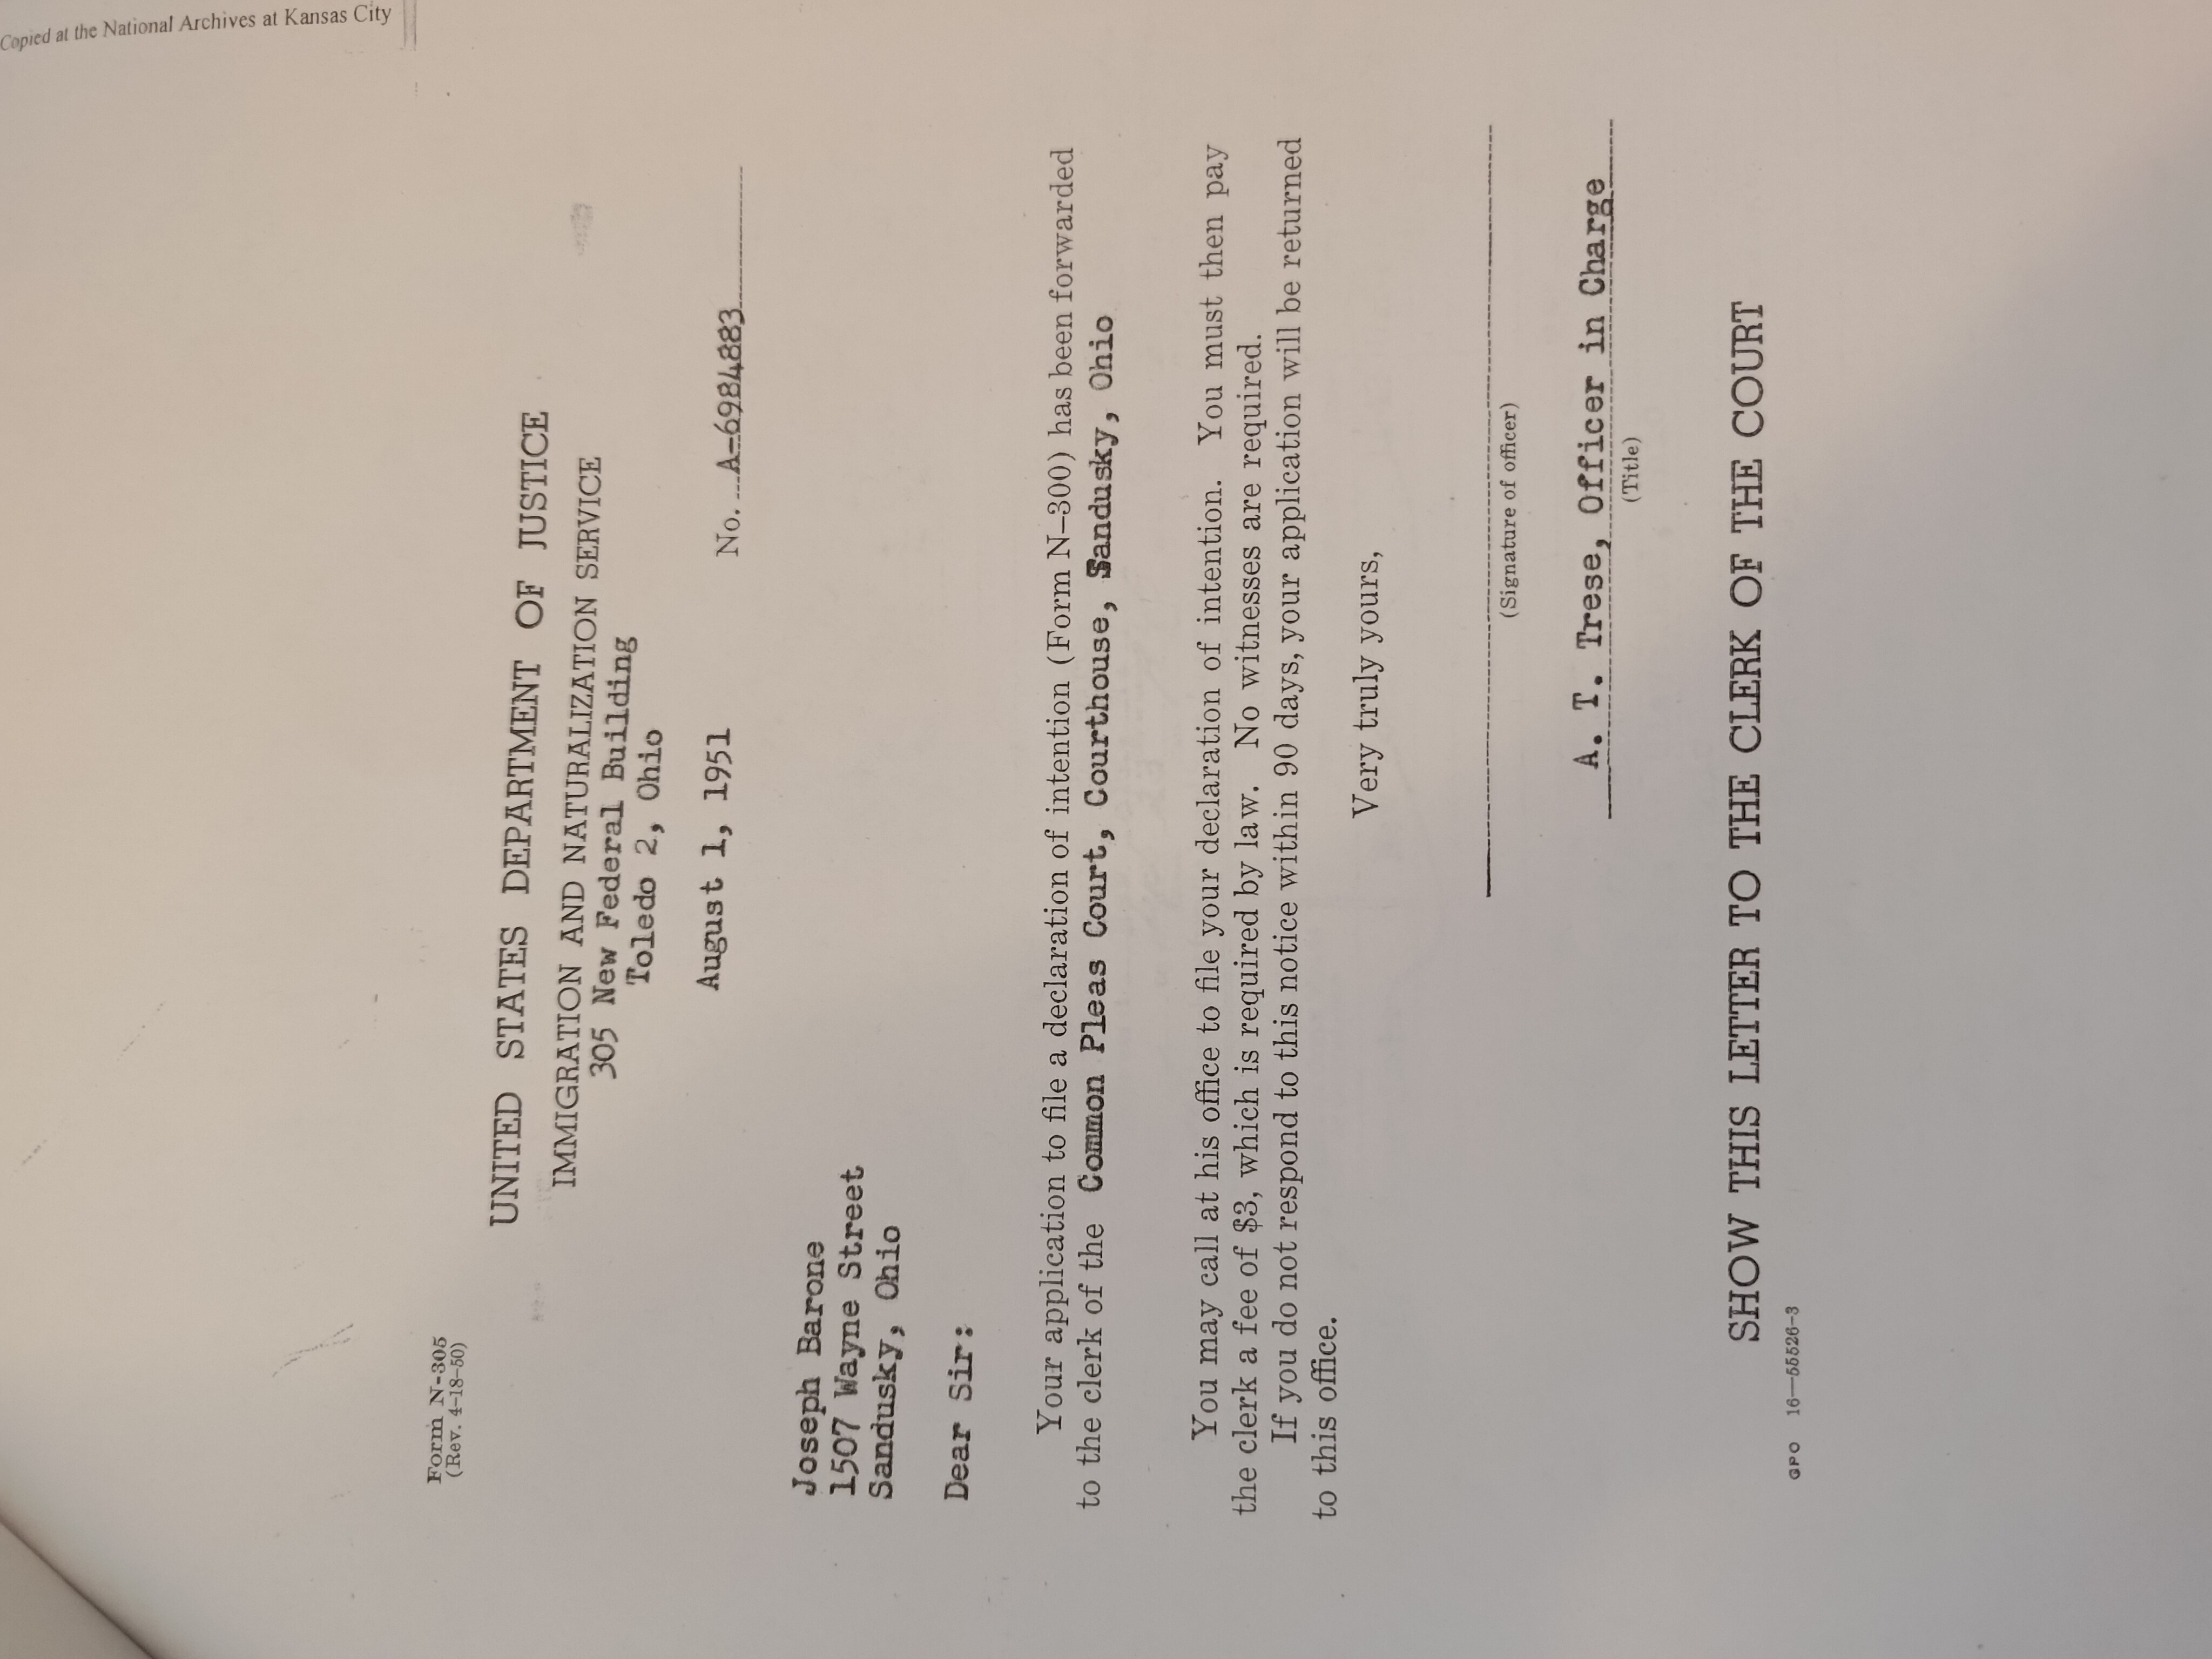 Copied at the National Archives at Kansas City
Form N-305
(Rev. 4-18-50)
UNITED STATES DEPARTMENT OF JUSTICE
IMMIGRATION AND NATURALIZATION SERVICE
305 New Federal Building
Toledo 2, Ohio
August 1, 1951 No. A-6984883
Joseph Barone
1507 Wayne Street
Sandusky, Ohio
Dear Sir:
Your application to file a declaration of intention (Form N-300) has been forwarded
to the clerk of the Common Pleas Court, Courthouse, Sandusky, Ohio
You may call at his office to file your declaration of intention. You must then pay
the clerk a fee of $3, which is required by law. No witnesses are required.
If you do not respond to this notice within 90 days, your application will be returned
to this office.
Very truly yours,
(Signature of officer)
A. T. Trese, Officer in Charge
(Title)
SHOW THIS LETTER TO THE CLERK OF THE COURT
GPO 16—55526-3